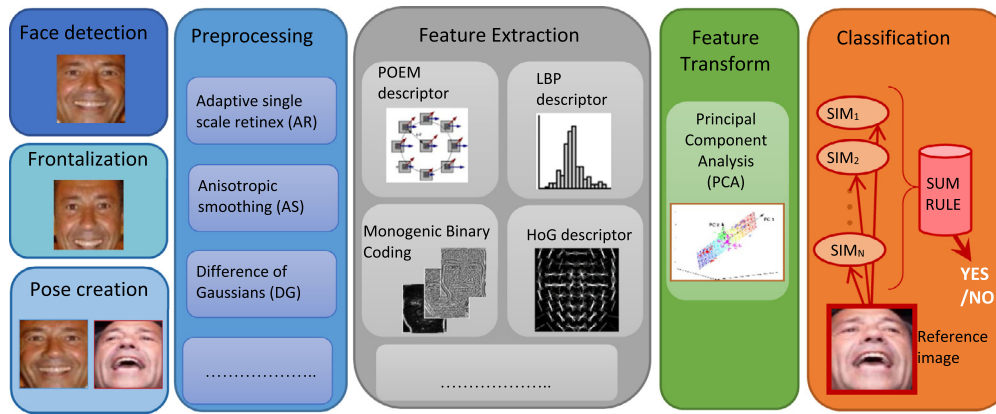 Face detection
Frontalization
Pose creation
Preprocessing
Adaptive single
scale retinex (AR)
Anisotropic
smoothing (AS)
Difference of
Gaussians (DG)
………………..
Feature Extraction
POEM
descriptor
LBP
descriptor
Monogenic Binary
Coding
HoG descriptor
………………..
Feature
Transform
Principal
Component
Analysis
(PCA)
Classification
SIM1
SIM2
SIMN
SUM
RULE
YES
/NO
Reference
image